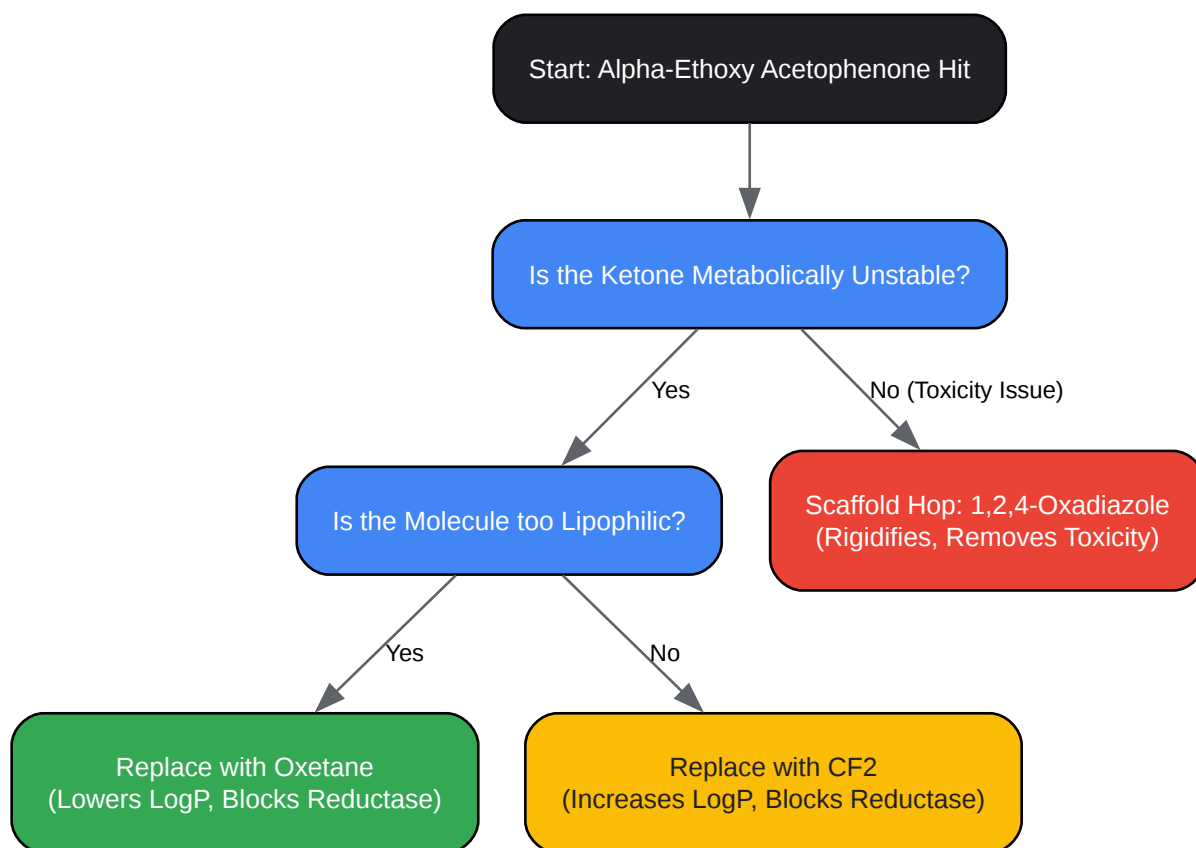 Start: Alpha-Ethoxy Acetophenone Hit
Is the Ketone Metabolically Unstable?
Yes
No (Toxicity Issue)
Is the Molecule too Lipophilic?
Scaffold Hop: 1,2,4-Oxadiazole
(Rigidifies, Removes Toxicity)
Yes
No
Replace with Oxetane
(Lowers LogP, Blocks Reductase)
Replace with CF2
(Increases LogP, Blocks Reductase)